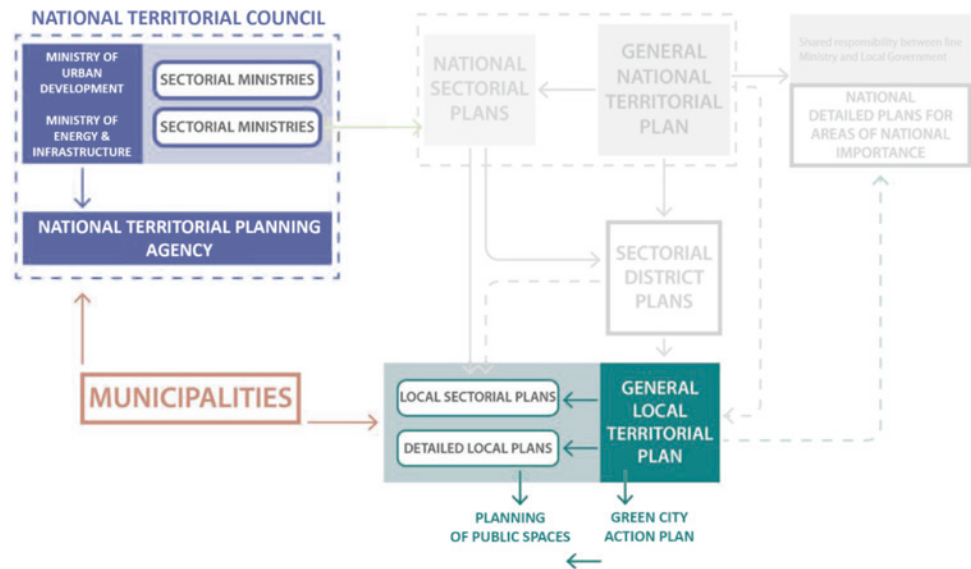 NATIONAL TERRITORIAL COUNCIL
MINISTRY OF
URBAN
DEVELOPMENT
MINISTRY OF
ENERGY &
INFRASTRUCTURE
SECTORIAL MINISTRIES
SECTORIAL MINISTRIES
NATIONAL TERRITORIAL PLANNING
AGENCY
NATIONAL
SECTORIAL
PLANS
GENERAL
NATIONAL
TERRITORIAL
PLAN
Shared responsibility between line
Ministry and Local Government
NATIONAL
DETAILED PLANS FOR
AREAS OF NATIONAL
IMPORTANCE
SECTORIAL
DISTRICT
PLANS
MUNICIPALITIES
LOCAL SECTORIAL PLANS
DETAILED LOCAL PLANS
GENERAL
LOCAL
TERRITORIAL
PLAN
PLANNING
OF PUBLIC SPACES
GREEN CITY
ACTION PLAN